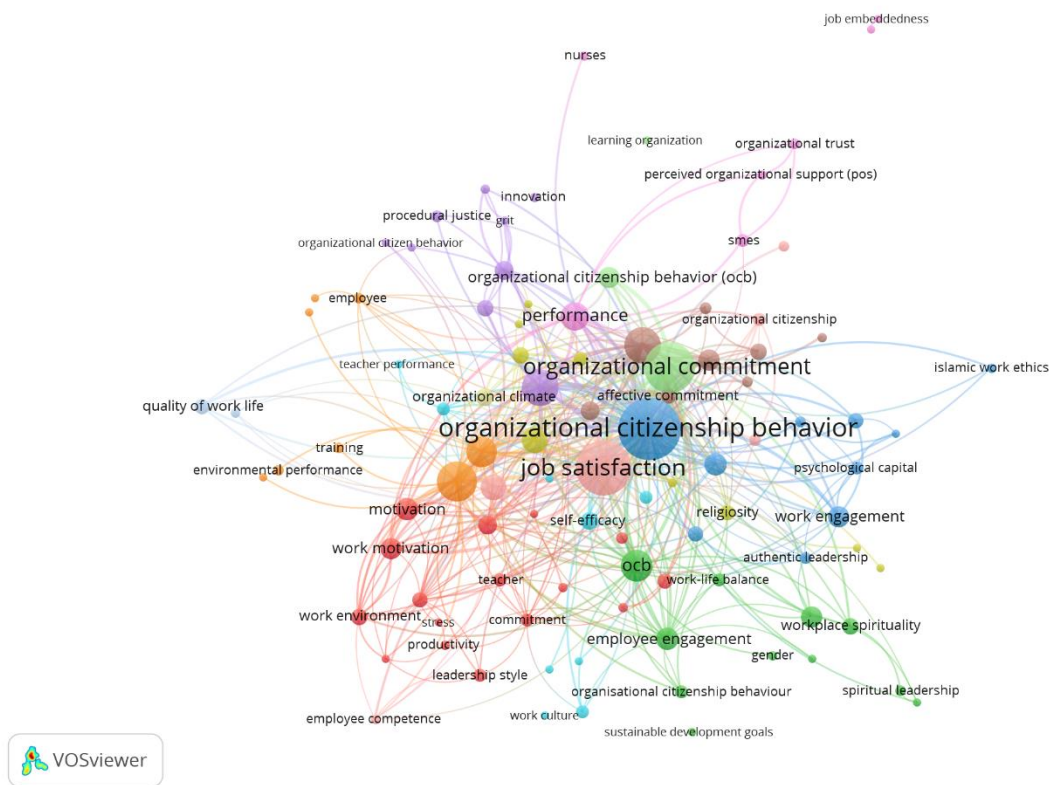 job embeddedness
nurses
learning organization
organizational trust
perceived organizational support (pos)
innovation
procedural justice
grit
organizational citizen behavior
smes
organizational citizenship behavior (ocb)
employee
performance
organizational citizenship
teacher performance
organizational commitment
islamic work ethics
organizational climate
affective commitment
quality of work life
organizational citizenship behavior
training
job satisfaction
environmental performance
psychological capital
motivation
self-efficacy
religiosity
work engagement
work motivation
authentic leadership
ocb
teacher
work-life balance
work environment
stress
commitment
workplace spirituality
productivity
employee engagement
gender
leadership style
organisational citizenship behaviour
spiritual leadership
employee competence
work culture
sustainable development goals
VOSviewer